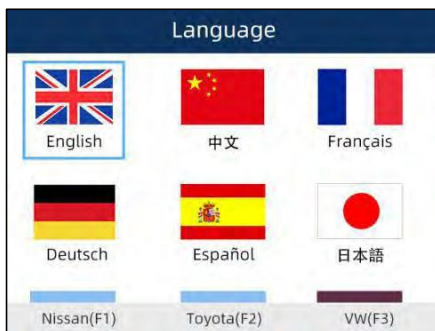 Language
English
中文
Français
Deutsch
Español
日本語
Nissan(F1)
Toyota(F2)
VW(F3)